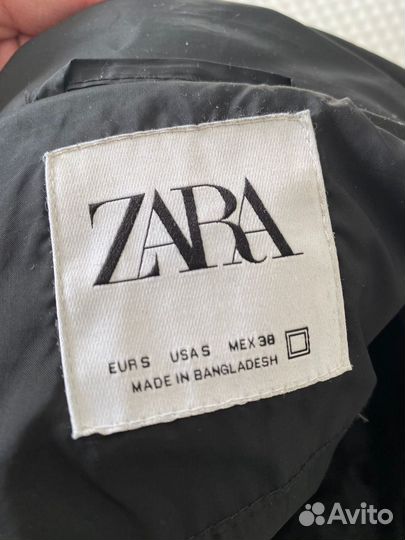 ZARA
EUR S USA S MEX 38
MADE IN BANGLADESH
Avito